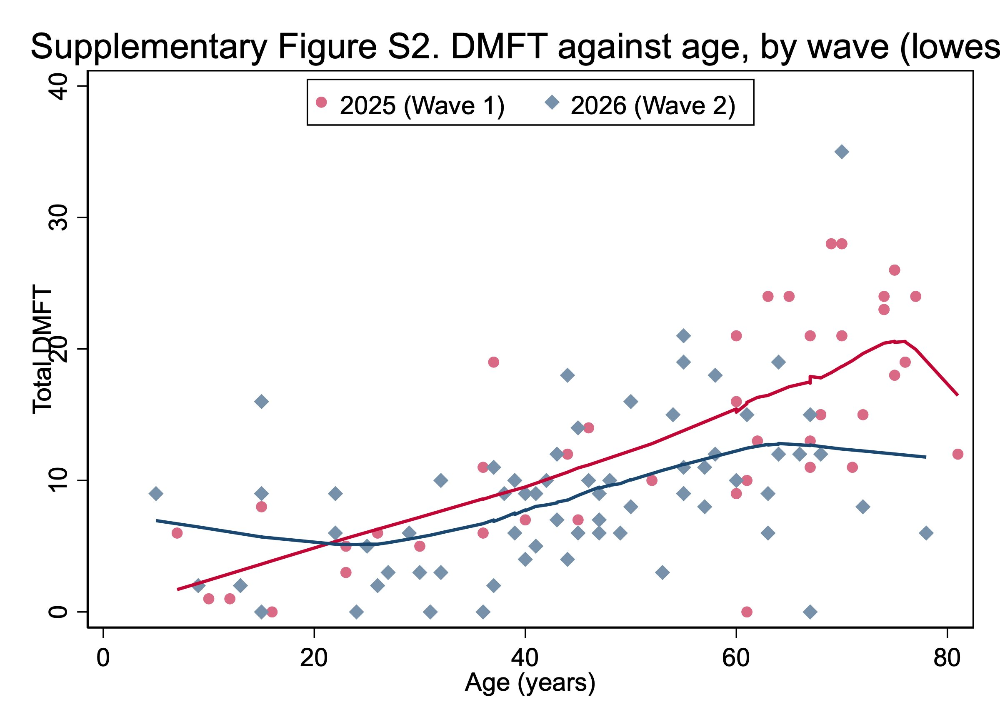 Supplementary Figure S2. DMFT against age, by wave (lowes
2025 (Wave 1) 2026 (Wave 2)
40
30
20
10
0
Total DMFT
0 20 40 60 80
Age (years)